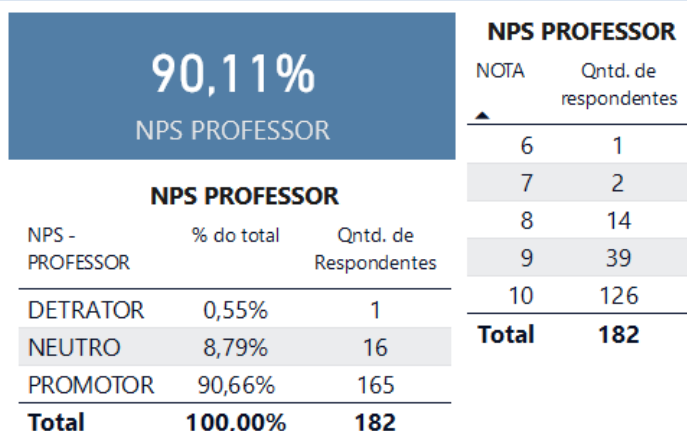 90,11%
NPS PROFESSOR
NPS PROFESSOR
NPS -
PROFESSOR
% do total
Qntd. de
Respondentes
DETRATOR 0,55% 1
NEUTRO 8,79% 16
PROMOTOR 90,66% 165
Total 100,00% 182
NPS PROFESSOR
NOTA
Qntd. de
respondentes
6 1
7 2
8 14
9 39
10 126
Total 182